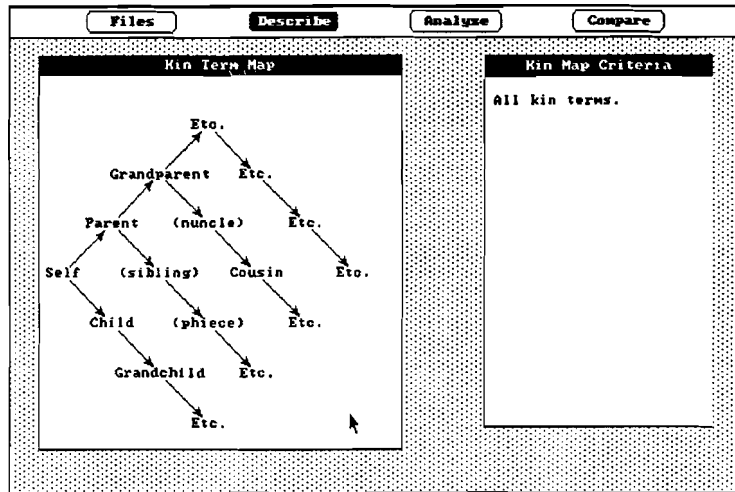 Files Describe Analyze Compare
Kin Term Map
Kin Map Criteria
All kin terms.
Etc.
Grandparent Etc.
Parent (nuncle) Etc.
Self (sibling) Cousin Etc.
Child (phiece) Etc.
Grandchild Etc.
Etc.